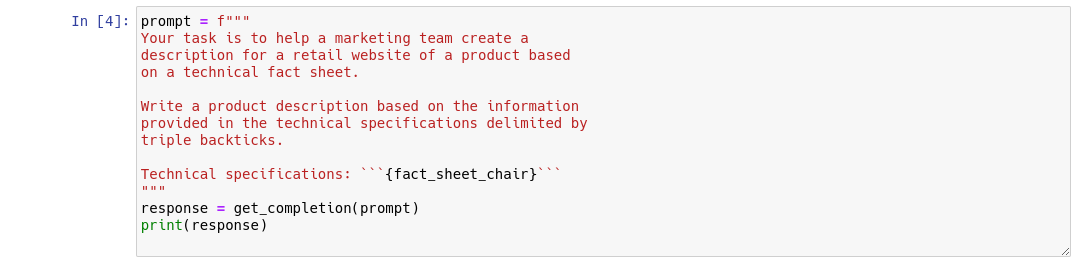 In [4]: prompt = f"""
Your task is to help a marketing team create a
description for a retail website of a product based
on a technical fact sheet.

Write a product description based on the information
provided in the technical specifications delimited by
triple backticks.

Technical specifications: ```{fact_sheet_chair}```
"""
response = get_completion(prompt)
print(response)